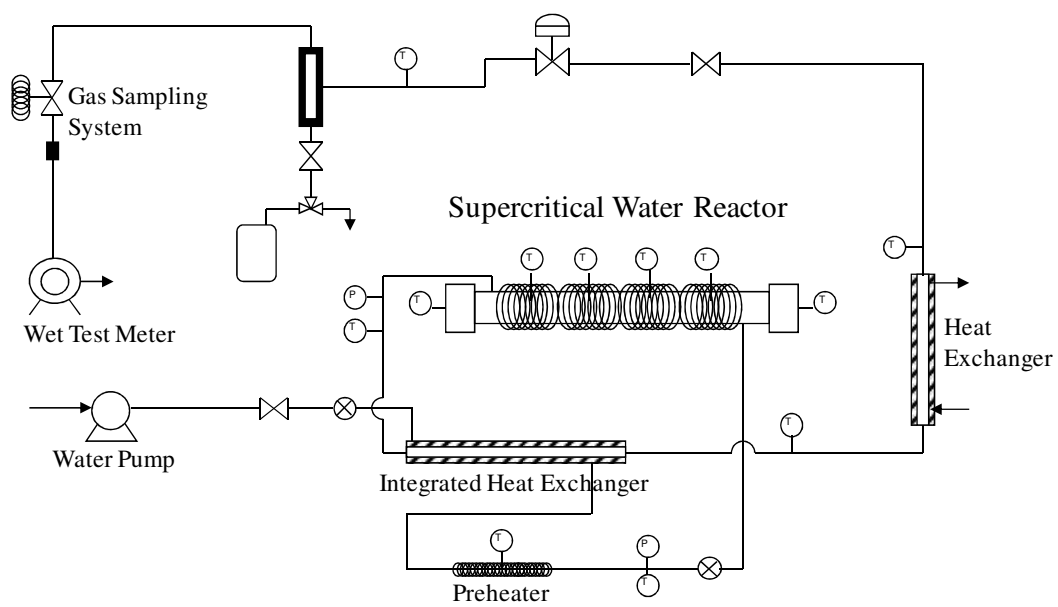 T
Gas Sampling
System
Supercritical Water Reactor
T
T
T
T
T
P
T
T
T
Wet Test Meter
Heat
Exchanger
T
Water Pump
Integrated Heat Exchanger
T
P
T
Preheater